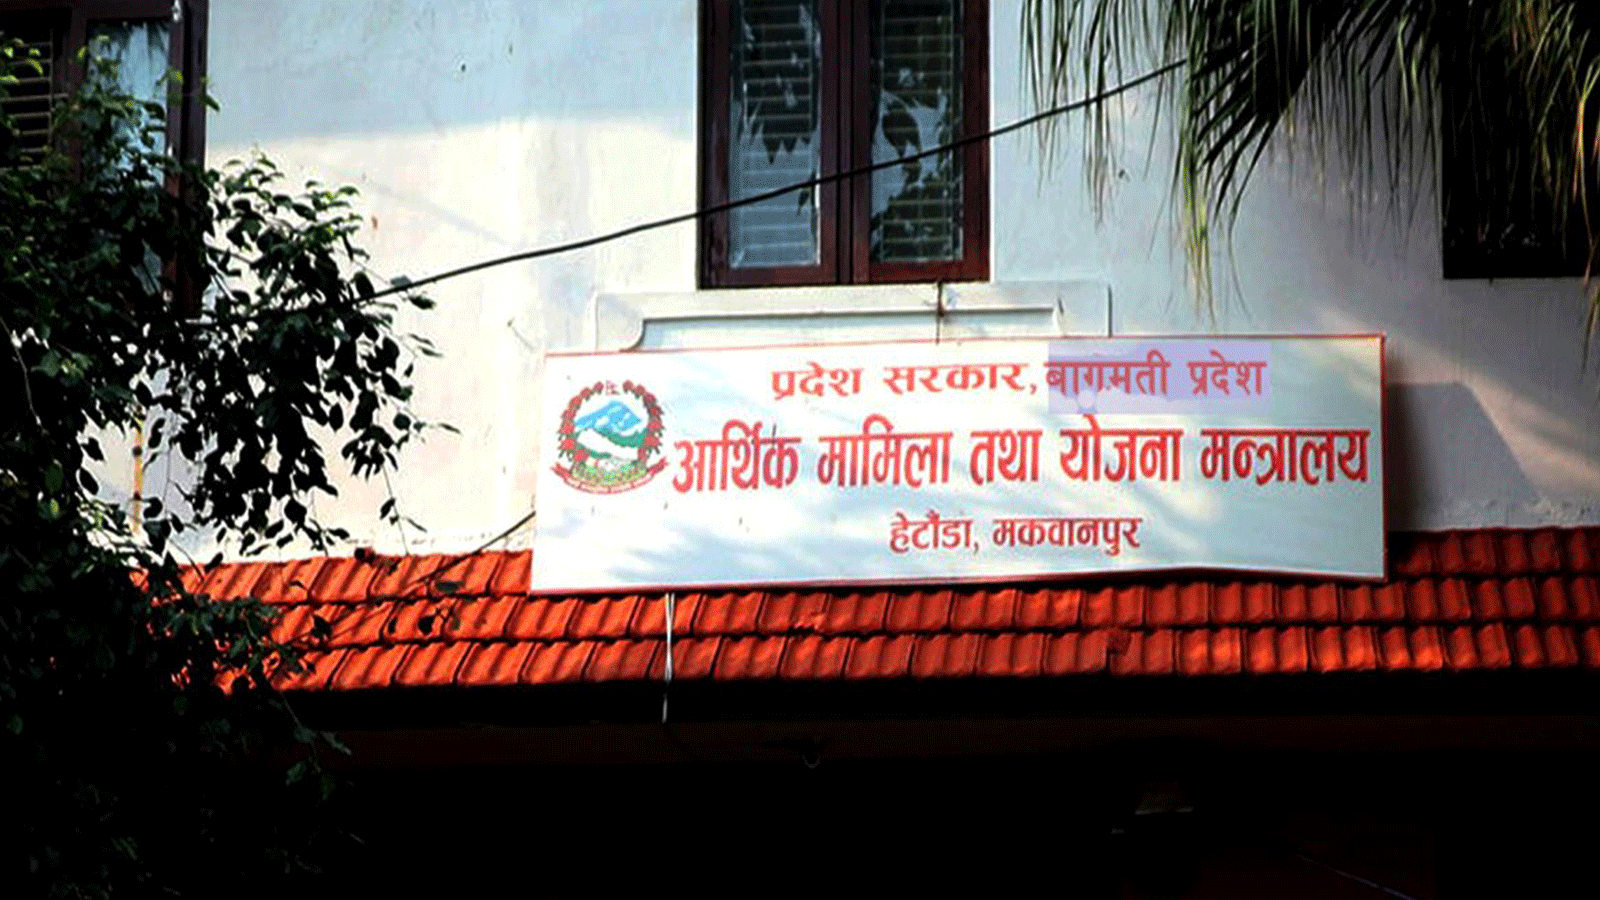 प्रदेश सरकार, बागमती प्रदेश
आर्थिक मामिला तथा योजना मन्त्रालय
हेटौंडा, मकवानपुर